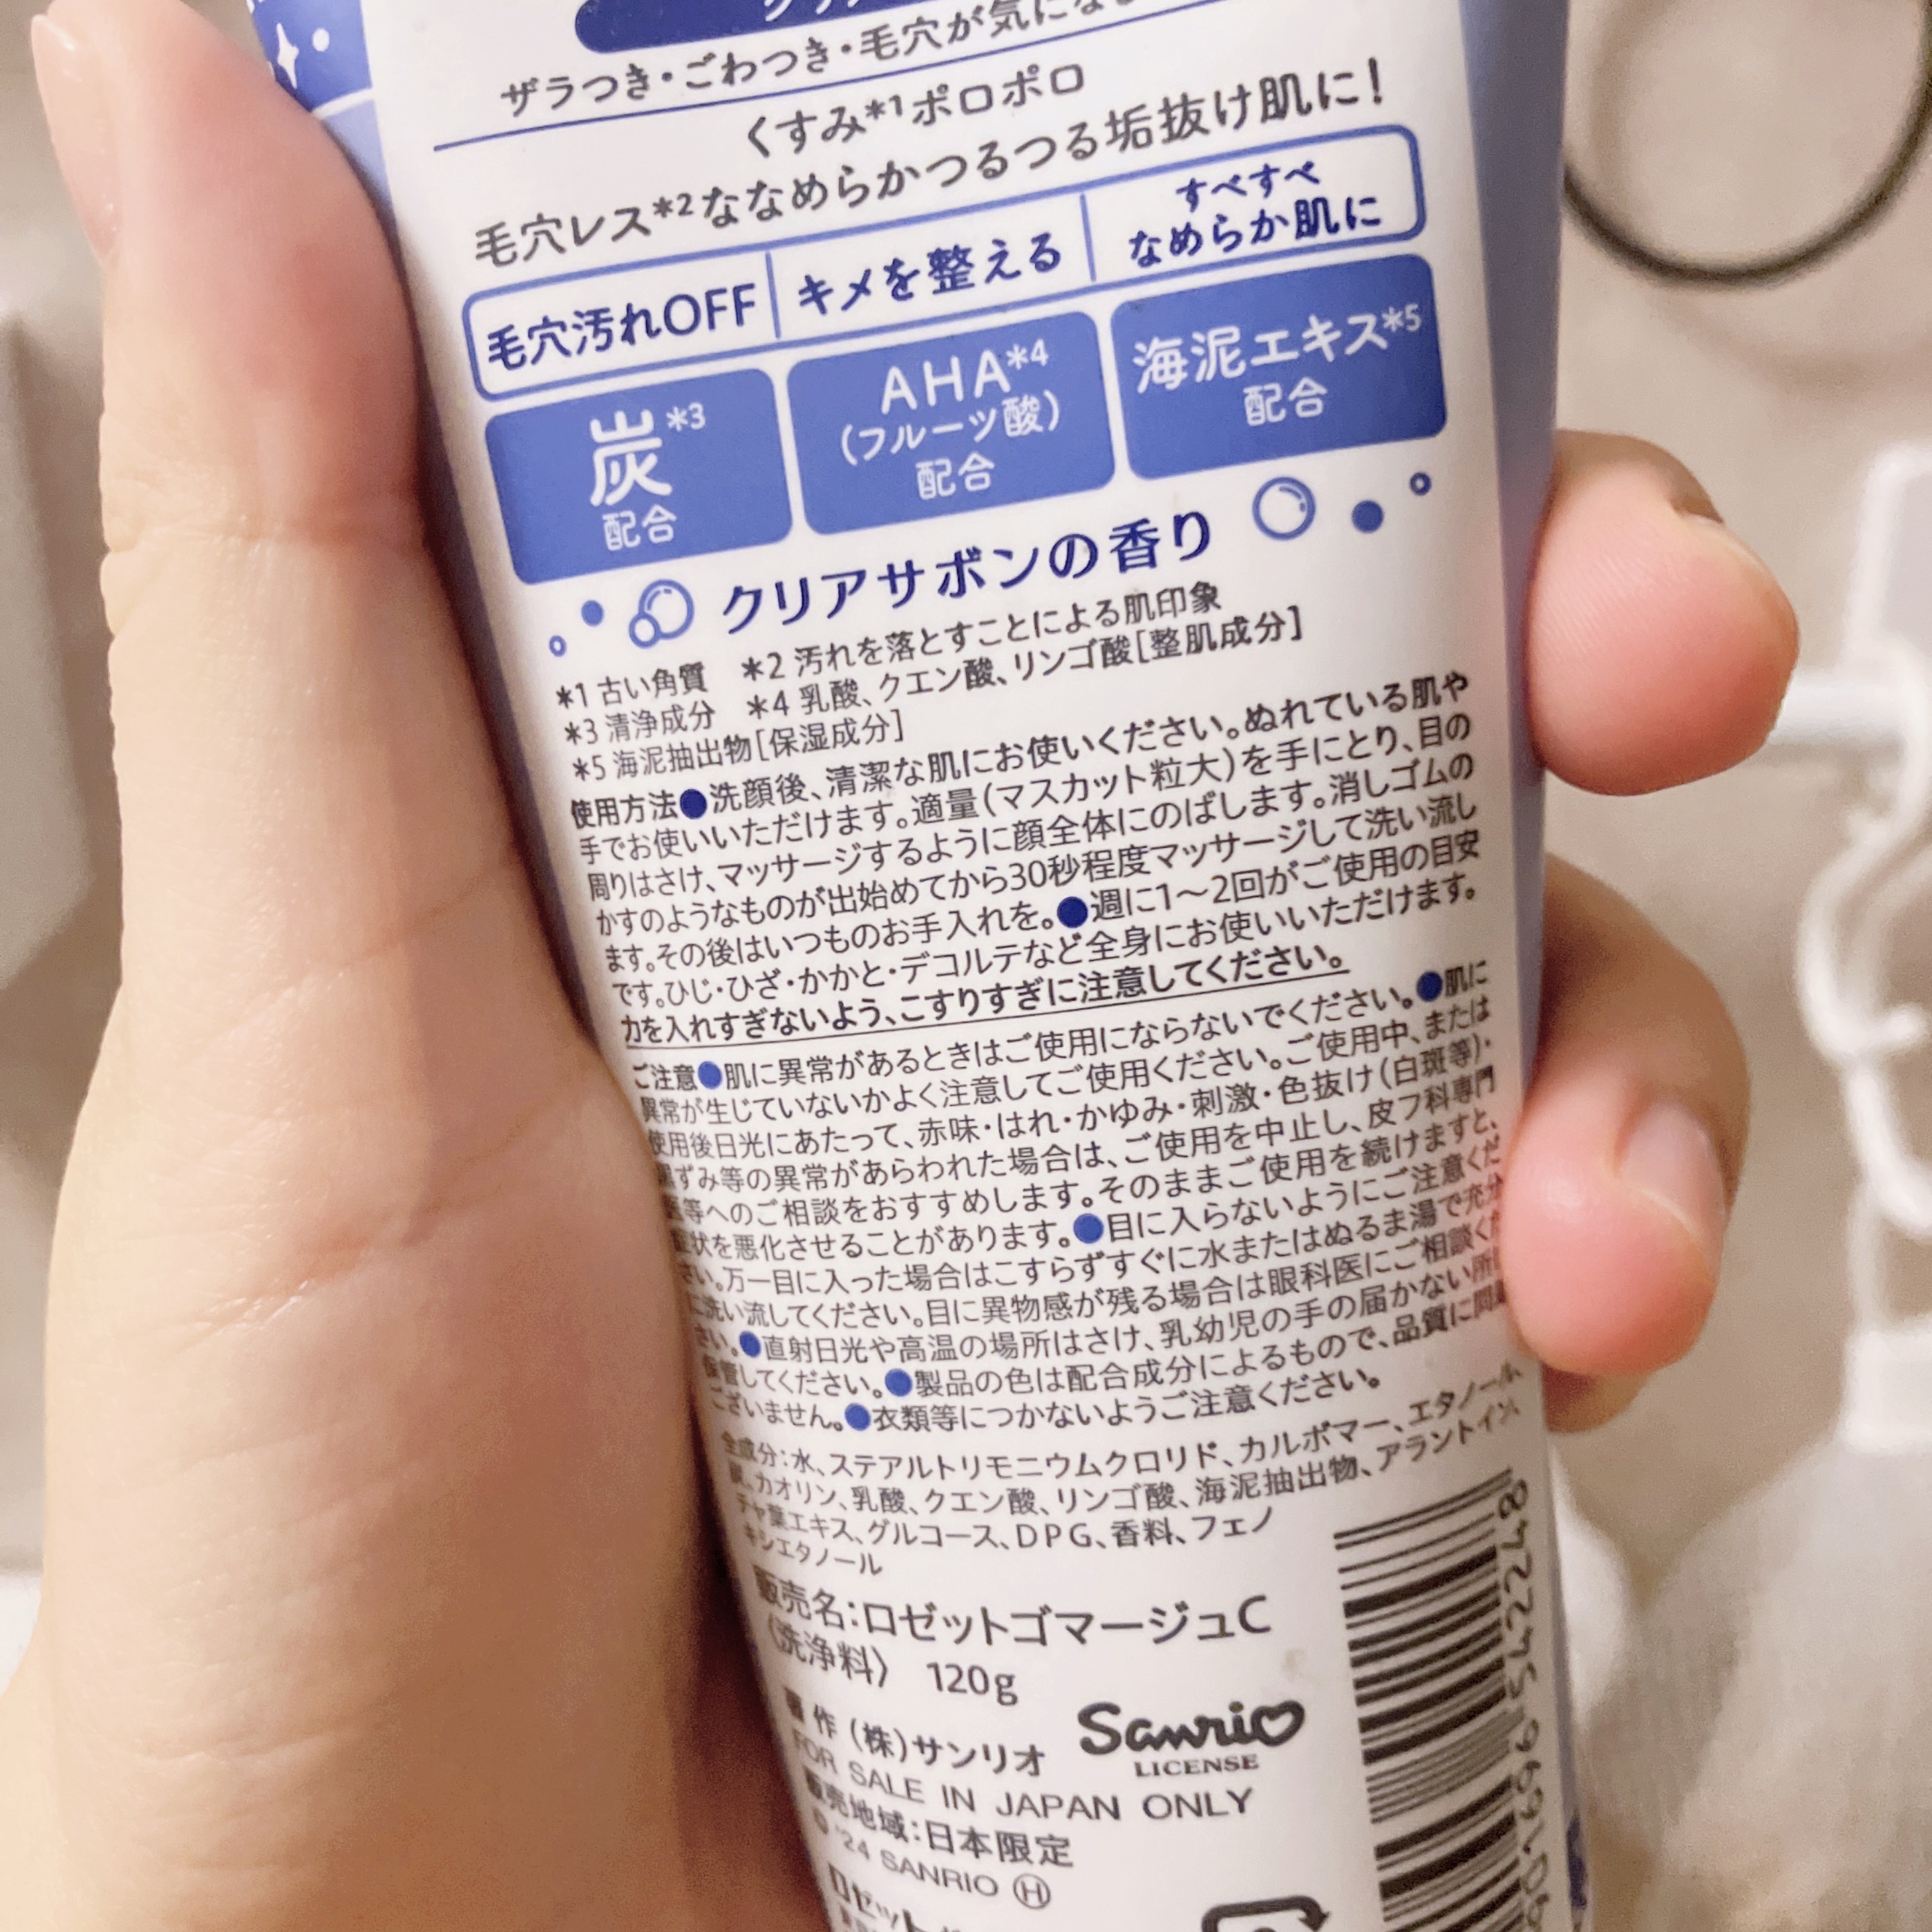 ザラつき・ごわつき・毛穴が気になる
くすみ*1ポロポロ
毛穴レス*2ななめらかつるつる垢抜け肌に!
毛穴汚れOFF
キメを整える
すべすべ
なめらか肌に
炭*3
配合
AHA*4
(フルーツ酸)
配合
海泥エキス*5
配合
クリアサボンの香り
*1 古い角質 *2 汚れを落とすことによる肌印象
*3 清浄成分 *4 乳酸、クエン酸、リンゴ酸[整肌成分]
*5 海泥抽出物[保湿成分]
使用方法●洗顔後、清潔な肌にお使いください。ぬれている肌や
手でお使いいただけます。適量(マスカット粒大)を手にとり、目の
周りはさけ、マッサージするように顔全体にのばします。消しゴムの
かすのようなものが出始めてから30秒程度マッサージして洗い流し
ます。その後はいつものお手入れを。●週に1～2回がご使用の目安
です。ひじ・ひざ・かかと・デコルテなど全身にお使いいただけます。
力を入れすぎないよう、こすりすぎに注意してください。
ご注意●肌に異常があるときはご使用にならないでください。●肌に
異常が生じていないかよく注意してご使用ください。ご使用中、または
使用後日光にあたって、赤味・はれ・かゆみ・刺激・色抜け(白斑等)・
黒ずみ等の異常があらわれた場合は、ご使用を中止し、皮フ科専門
医等へのご相談をおすすめします。そのままご使用を続けますと、
症状を悪化させることがあります。●目に入らないようにご注意くだ
さい。万一目に入った場合はこすらずすぐに水またはぬるま湯で充分
に洗い流してください。目に異物感が残る場合は眼科医にご相談くだ
さい。●直射日光や高温の場所はさけ、乳幼児の手の届かない所に
保管してください。●製品の色は配合成分によるもので、品質に問題
ございません。●衣類等につかないようご注意ください。
全成分:水、ステアルトリモニウムクロリド、カルボマー、エタノール、
炭、カオリン、乳酸、クエン酸、リンゴ酸、海泥抽出物、アラントイン、
チャ葉エキス、グルコース、DPG、香料、フェノ
キシエタノール
販売名:ロゼットゴマージュC
〈洗浄料〉 120g
著作 (株)サンリオ
Sanrio
LICENSE
FOR SALE IN JAPAN ONLY
販売地域:日本限定
© '24 SANRIO Ⓗ
ロゼット